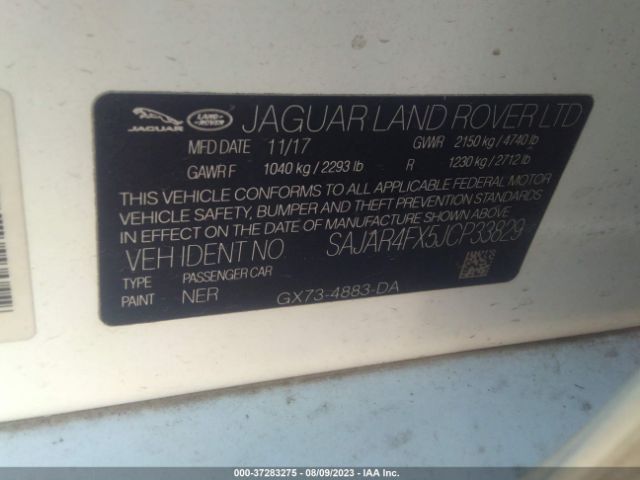 JAGUAR LAND-ROVER JAGUAR LAND ROVER LTD
MFD DATE 11/17 GVWR 2150 kg / 4740 lb
GAWR F 1040 kg / 2293 lb R 1230 kg / 2712 lb
THIS VEHICLE CONFORMS TO ALL APPLICABLE FEDERAL MOTOR
VEHICLE SAFETY, BUMPER AND THEFT PREVENTION STANDARDS
IN EFFECT ON THE DATE OF MANUFACTURE SHOWN ABOVE
VEH IDENT NO. SAJAR4FX5JCP33829
TYPE PASSENGER CAR
PAINT NER GX73-4883-DA
000-37283275 - 08/09/2023 - IAA Inc.